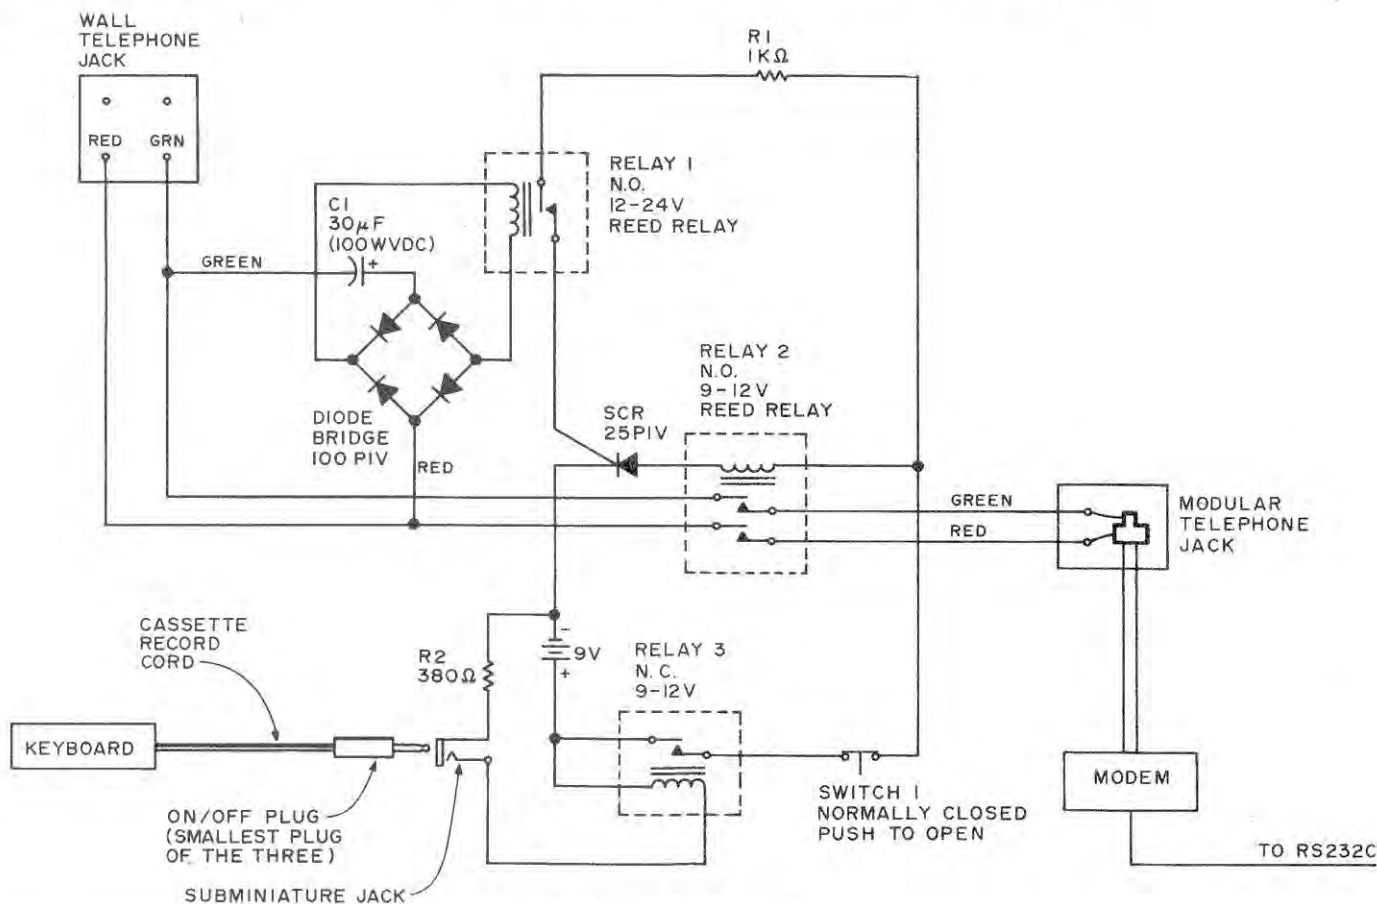 WALL
TELEPHONE
JACK
RED
GRN
R1
1KΩ
RELAY 1
N.O.
12-24V
REED RELAY
C1
30µF
(100WVDC)
+
GREEN
DIODE
BRIDGE
100 PIV
RED
SCR
25PIV
RELAY 2
N.O.
9-12V
REED RELAY
GREEN
RED
MODULAR
TELEPHONE
JACK
CASSETTE
RECORD
CORD
R2
380Ω
-
9V
+
RELAY 3
N.C.
9-12V
KEYBOARD
ON/OFF PLUG
(SMALLEST PLUG
OF THE THREE)
SUBMINIATURE JACK
SWITCH 1
NORMALLY CLOSED
PUSH TO OPEN
MODEM
TO RS232C